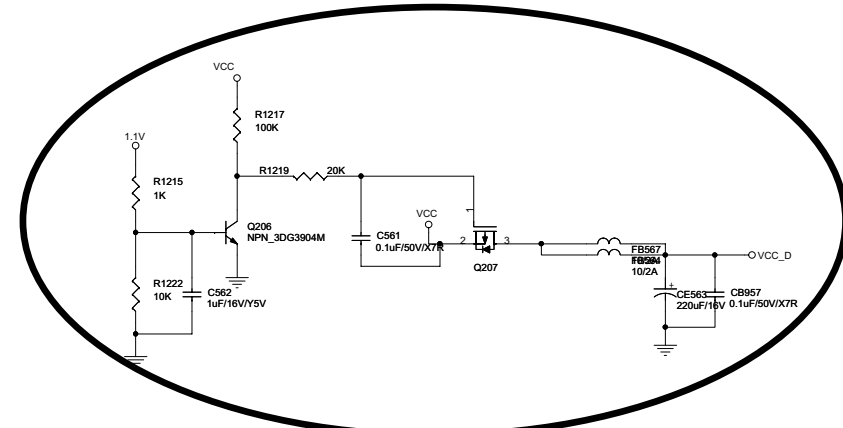 VCC
R1217
100K
1.1V
R1219
20K
R1215
1K
1
Q206
NPN_3DG3904M
VCC
C561
0.1uF/50V/X7R
2
3
FB567
VCC_D
Q207
10/2A
R1222
10K
C562
1uF/16V/Y5V
+
CE563
220uF/16V
CB957
0.1uF/50V/X7R